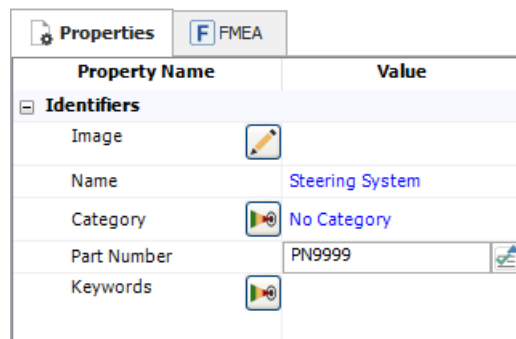 Properties F FMEA
Property Name Value
Identifiers
Image
Name Steering System
Category No Category
Part Number PN9999
Keywords